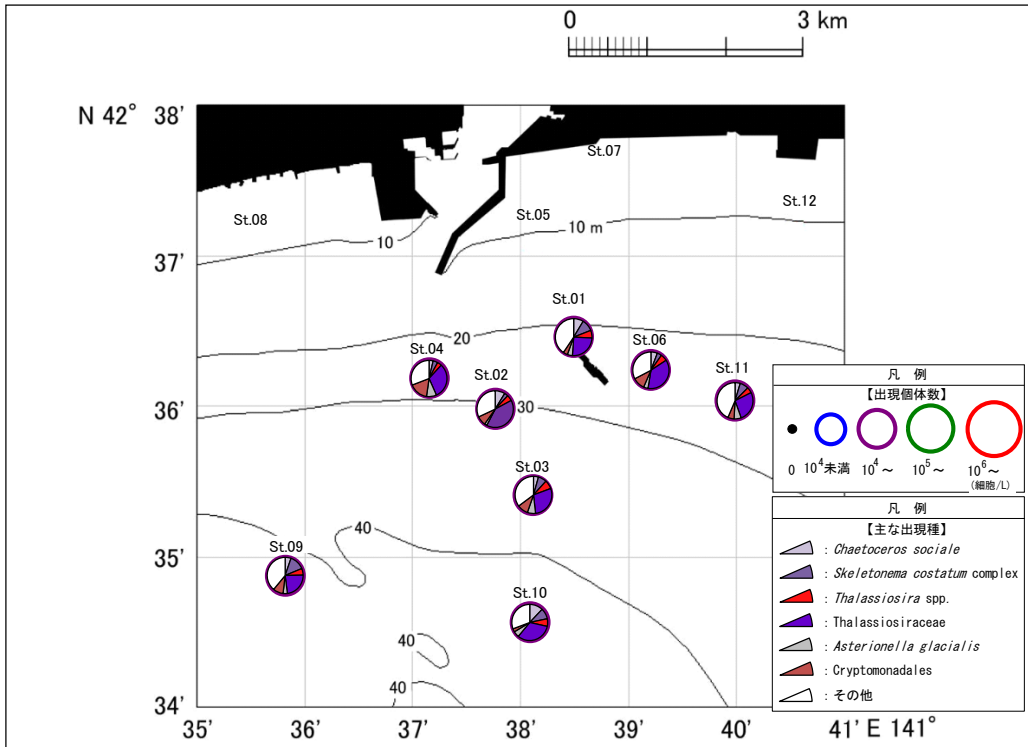 0 3 km
N 42° 38'
St.07
St.08
St.05
St.12
10
10 m
37'
St.01
20
St.04
St.06
St.02
St.11
36'
30
St.03
40
St.09
35'
St.10
40
40
34'
35' 36' 37' 38' 39' 40' 41' E 141°
凡 例
【出現個体数】
0 10⁴未満 10⁴～ 10⁵～ 10⁶～
(細胞/L)
凡 例
【主な出現種】
: Chaetoceros sociale
: Skeletonema costatum complex
: Thalassiosira spp.
: Thalassiosiraceae
: Asterionella glacialis
: Cryptomonadales
: その他